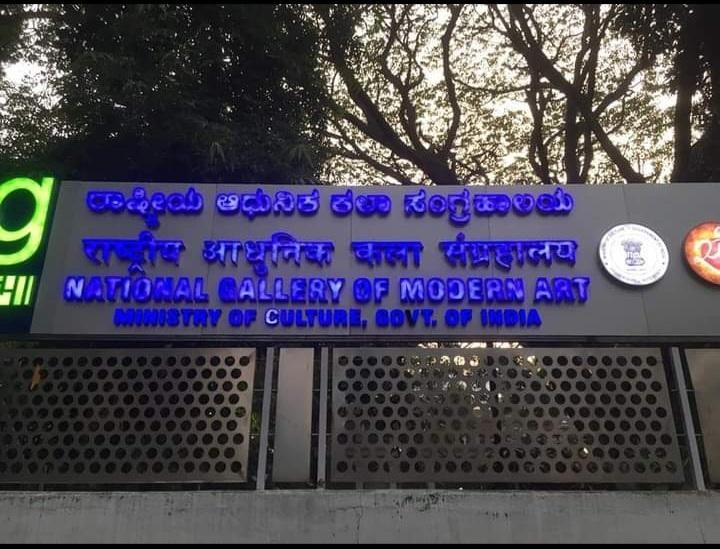 ರಾಷ್ಟ್ರೀಯ ಆಧುನಿಕ ಕಲಾ ಸಂಗ್ರಹಾಲಯ
राष्ट्रीय आधुनिक कला संग्रहालय
NATIONAL GALLERY OF MODERN ART
MINISTRY OF CULTURE, GOVT. OF INDIA
g